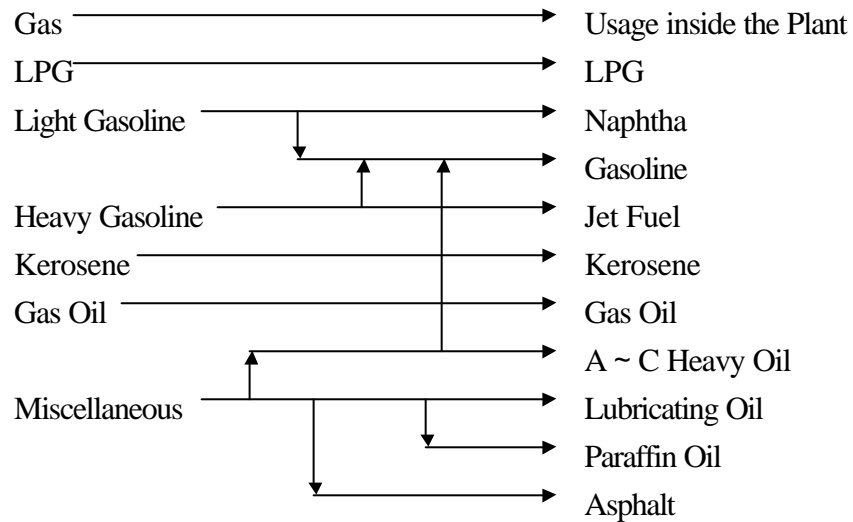 Gas Usage inside the Plant
LPG LPG
Light Gasoline Naphtha
Gasoline
Heavy Gasoline Jet Fuel
Kerosene Kerosene
Gas Oil Gas Oil
A ~ C Heavy Oil
Miscellaneous Lubricating Oil
Paraffin Oil
Asphalt